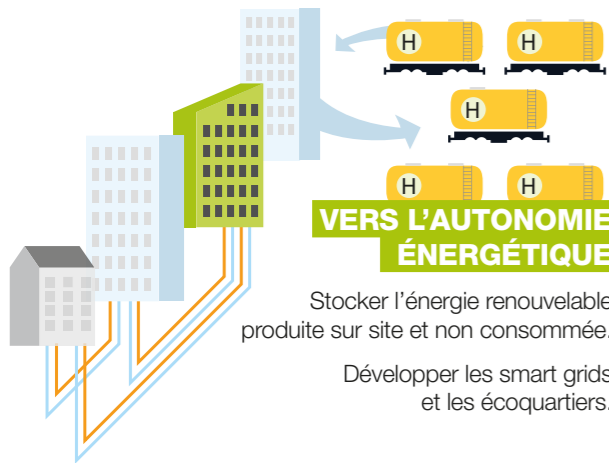 H H
H
H H
VERS L’AUTONOMIE
ÉNERGÉTIQUE
Stocker l’énergie renouvelable
produite sur site et non consommée.
Développer les smart grids
et les écoquartiers.